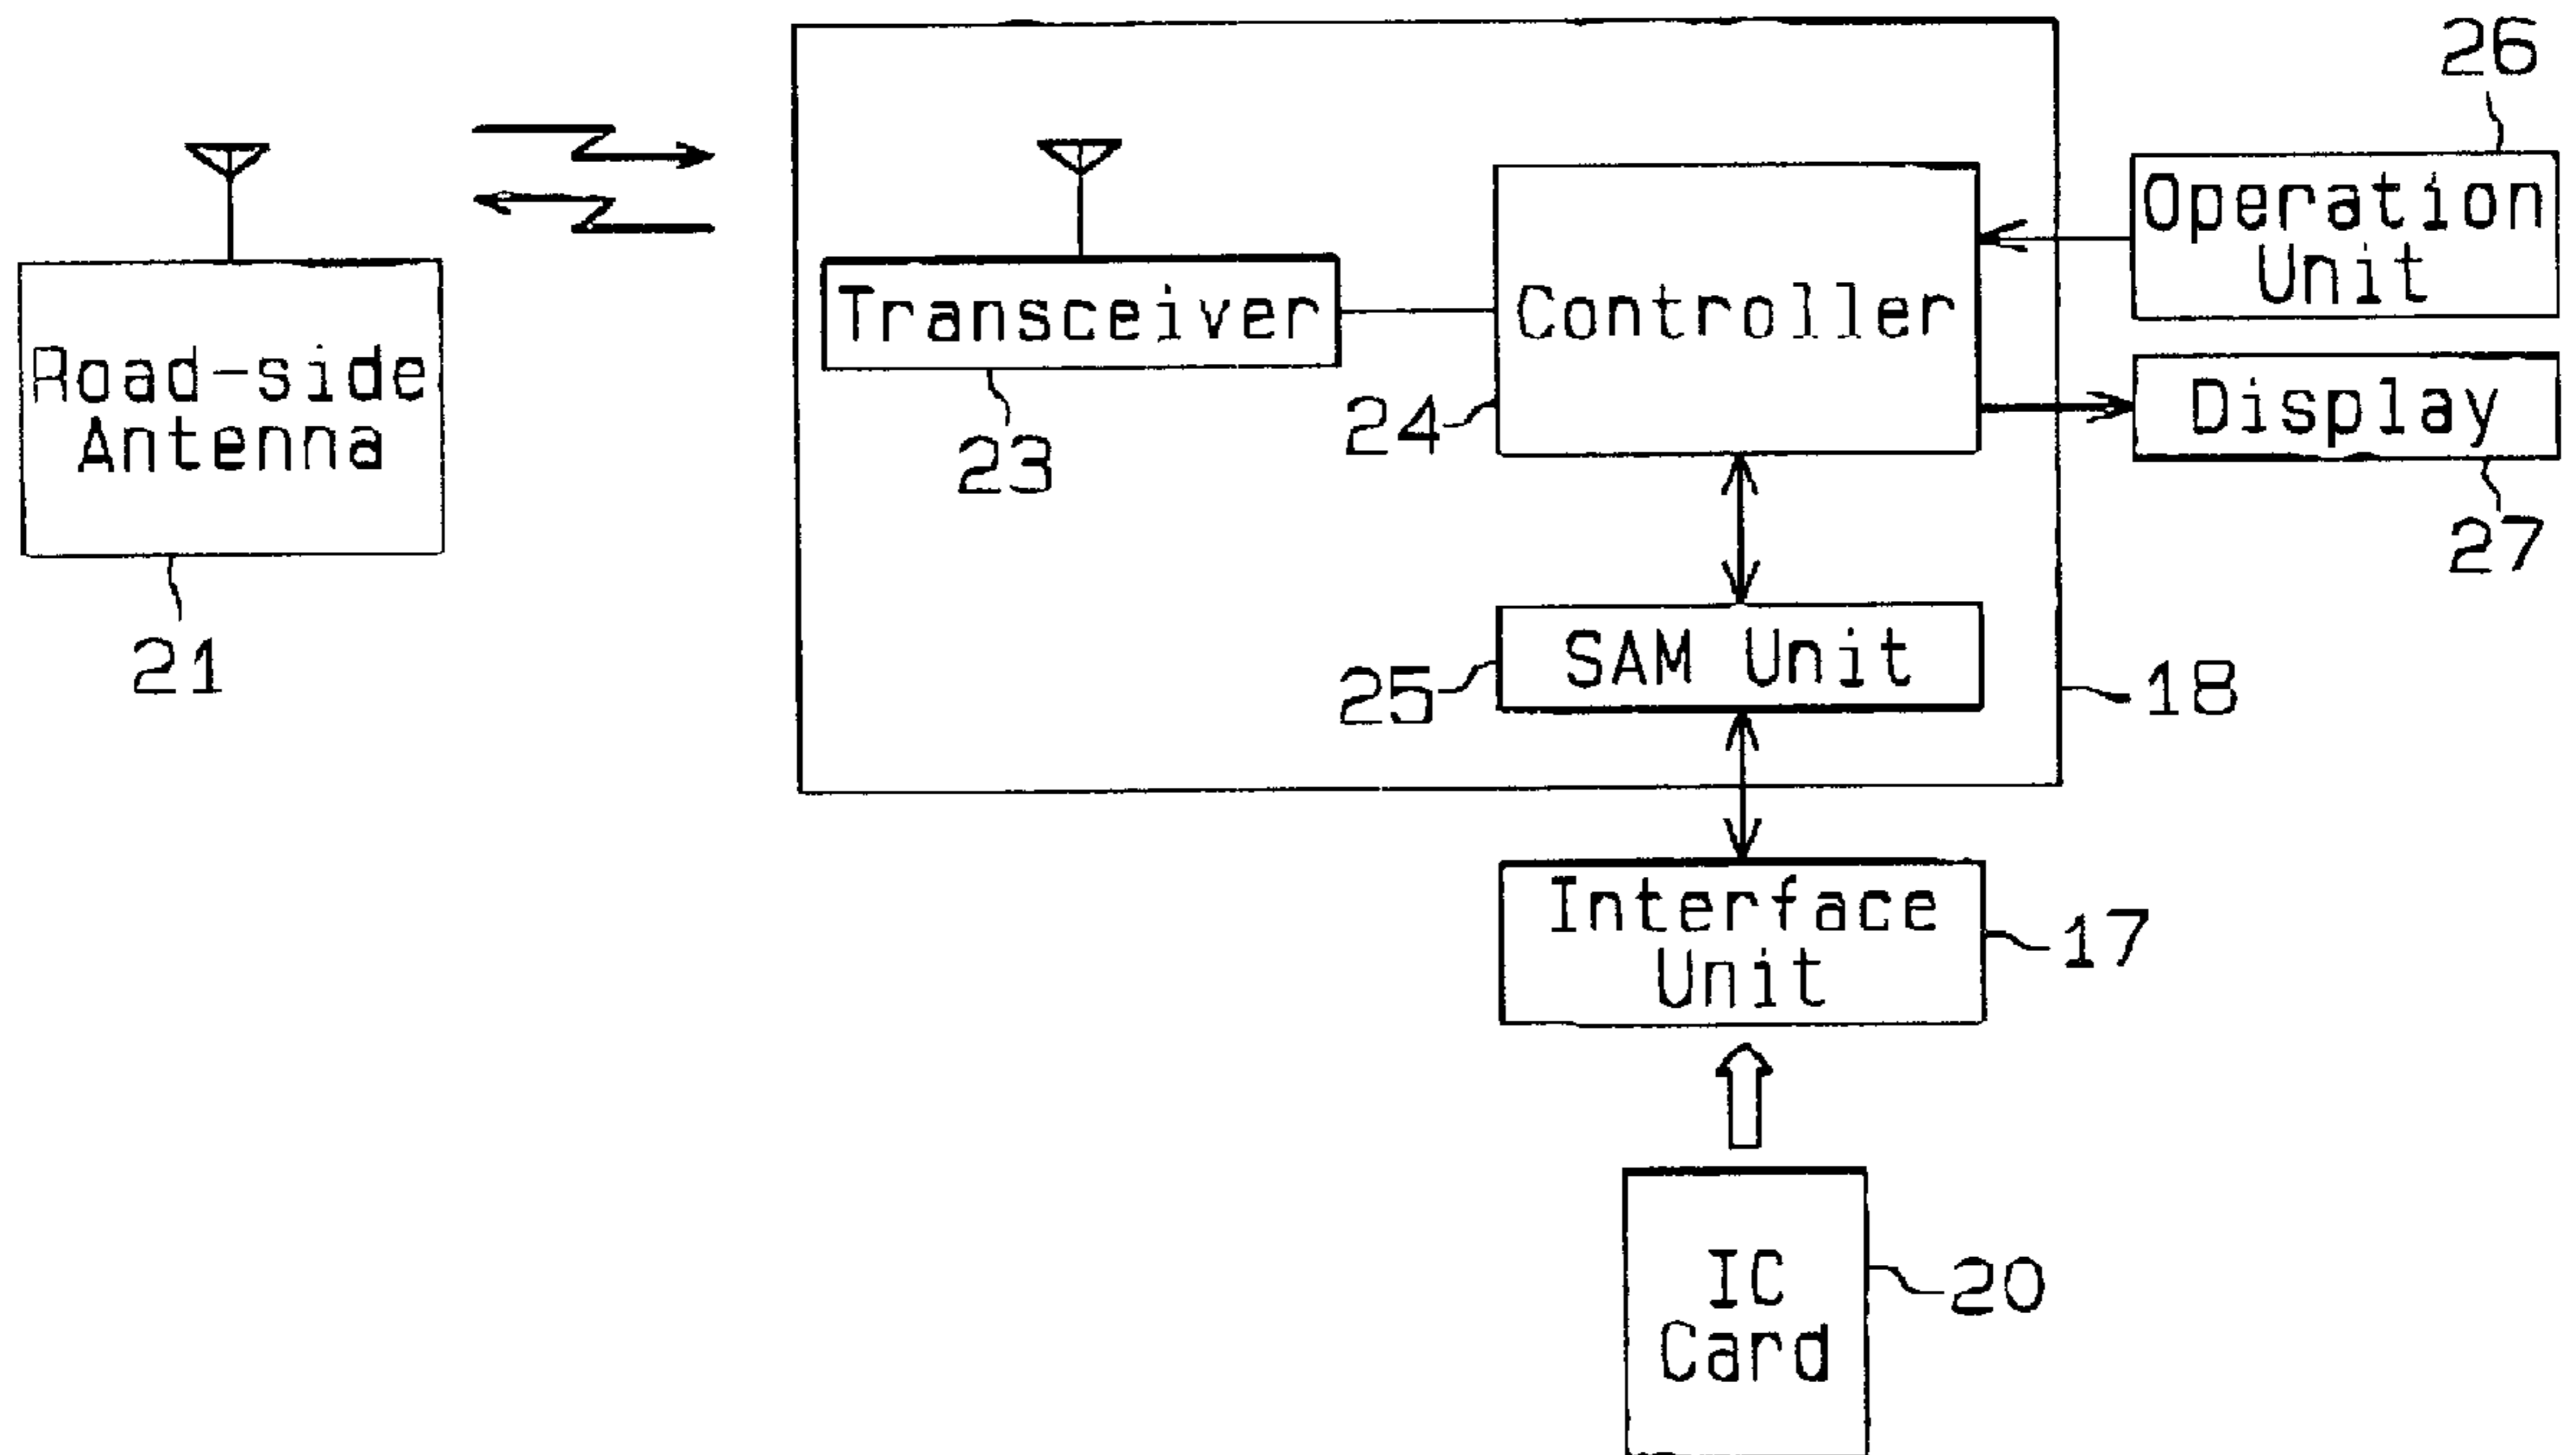 26
Operation
Unit
Transceiver
Controller
Road-side
Antenna
Display
24
23
27
21
SAM Unit
25
18
Interface
Unit
17
IC
Card
20